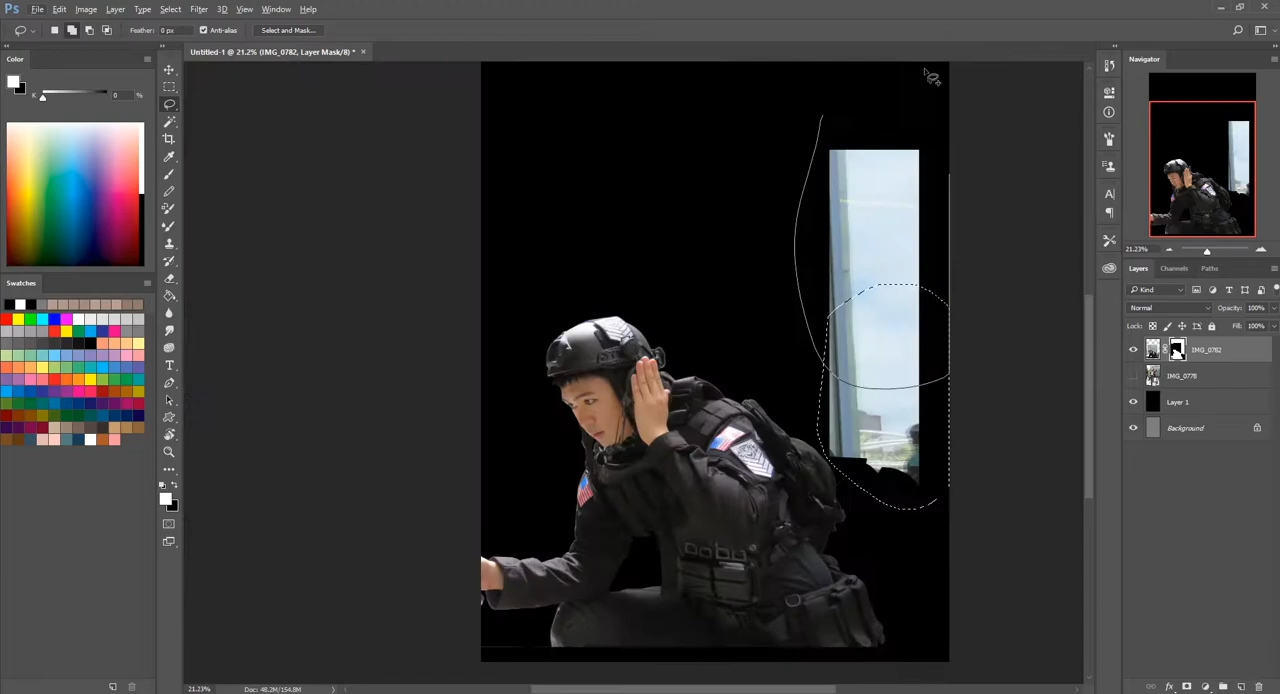 Ps File Edit Image Layer Type Select Filter 3D View Window Help
Feather: 0 px Anti-alias Select and Mask...
Untitled-1 @ 21.2% (IMG_0782, Layer Mask/8) * ×
Color
K 0 %
Swatches
Navigator
21.23%
Layers Channels Paths
Kind
Normal Opacity: 100%
Lock: Fill: 100%
IMG_0782
IMG_0778
Layer 1
Background
21.23% Doc: 48.2M/154.8M